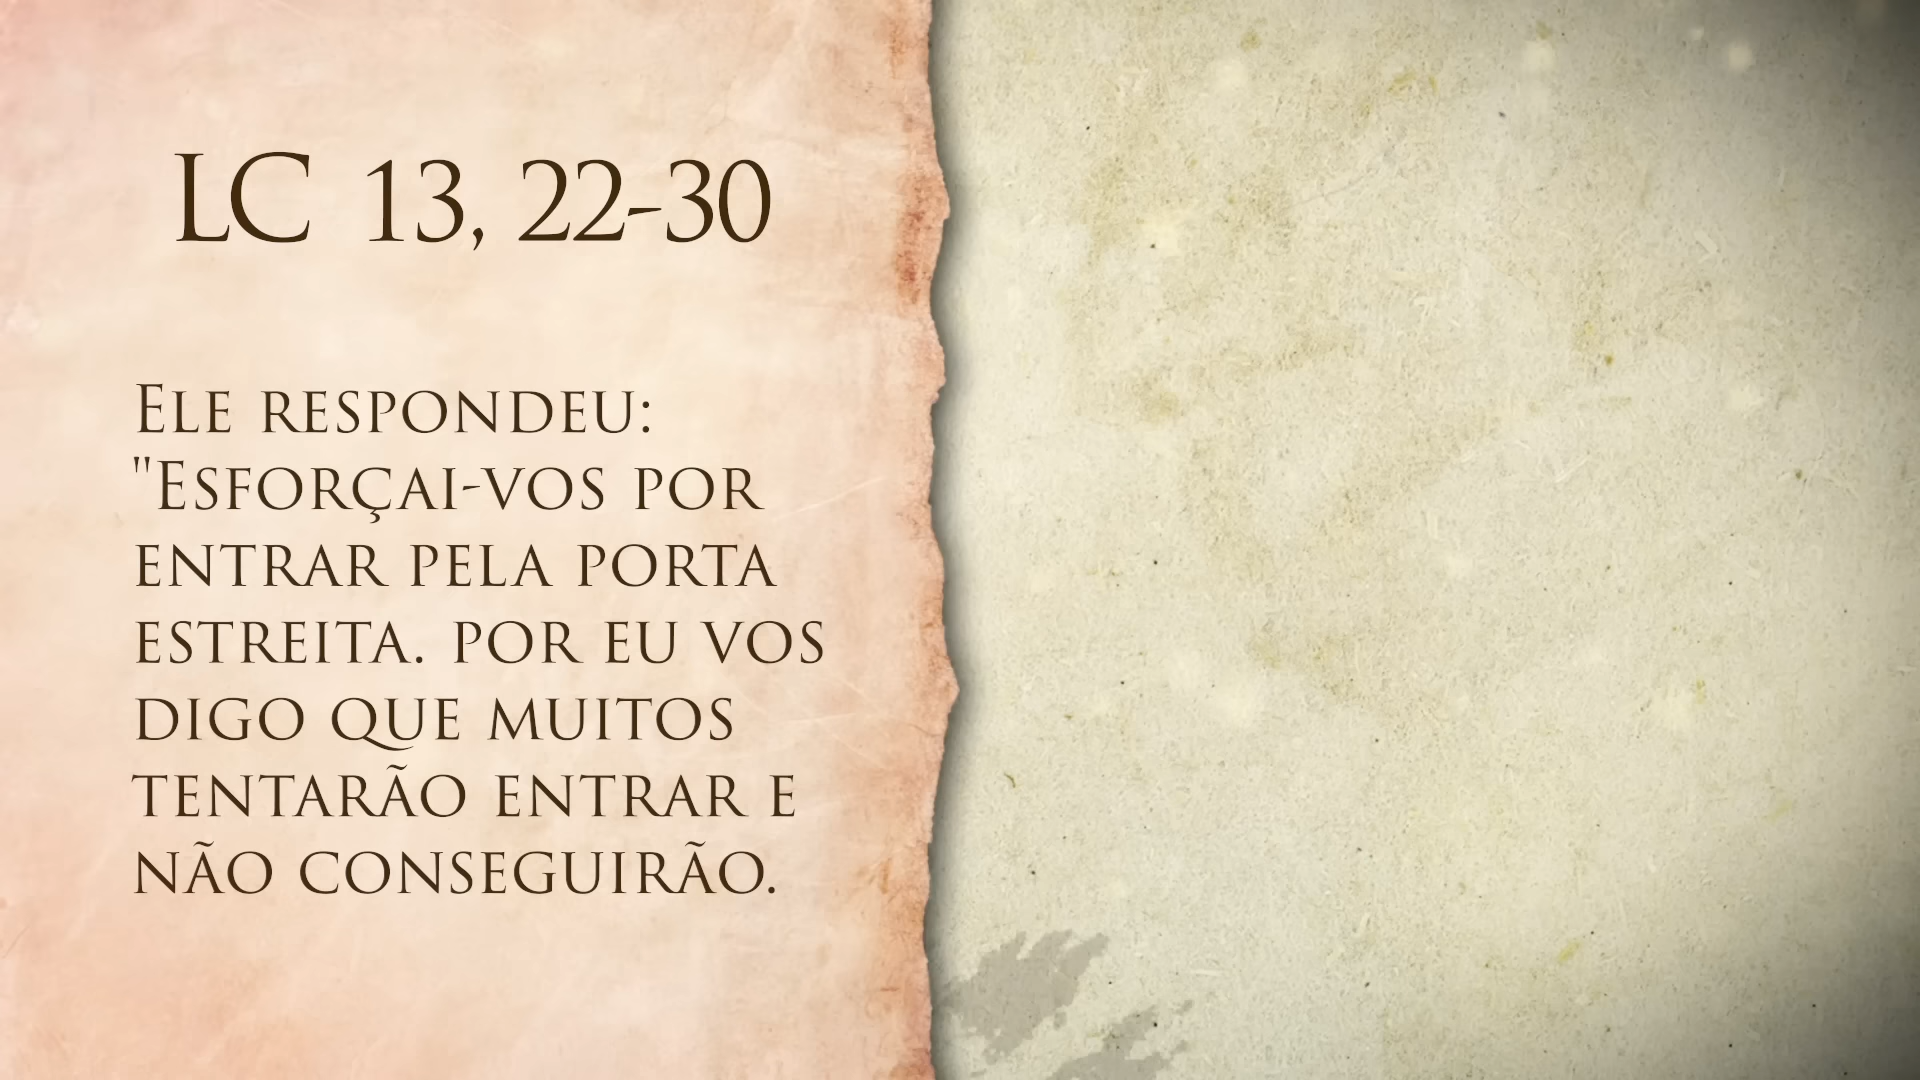 LC 13, 22-30
ELE RESPONDEU:
"ESFORÇAI-VOS POR
ENTRAR PELA PORTA
ESTREITA. POR EU VOS
DIGO QUE MUITOS
TENTARÃO ENTRAR E
NÃO CONSEGUIRÃO.